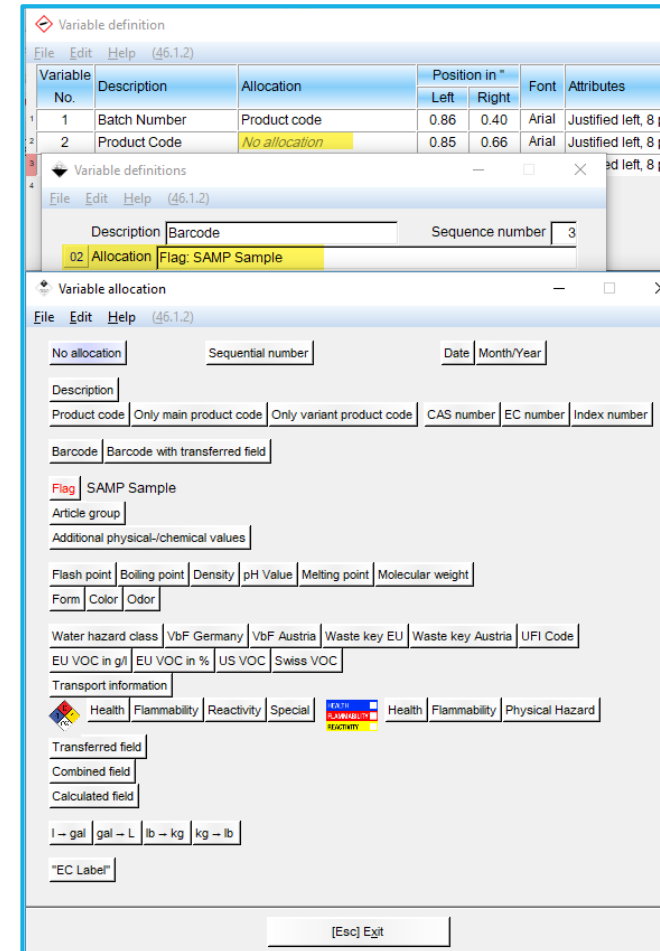 Variable definition
File Edit Help (46.1.2)
Variable No. Description Allocation Position in " Left Right Font Attributes
1 1 Batch Number Product code 0.86 0.40 Arial Justified left, 8 p
2 2 Product Code No allocation 0.85 0.66 Arial Justified left, 8 p
3 ed left, 8 p
4
Variable definitions
File Edit Help (46.1.2)
Description Barcode Sequence number 3
02 Allocation Flag: SAMP Sample
Variable allocation
File Edit Help (46.1.2)
No allocation Sequential number Date Month/Year
Description
Product code Only main product code Only variant product code CAS number EC number Index number
Barcode Barcode with transferred field
Flag SAMP Sample
Article group
Additional physical-/chemical values
Flash point Boiling point Density pH Value Melting point Molecular weight
Form Color Odor
Water hazard class VbF Germany VbF Austria Waste key EU Waste key Austria UFI Code
EU VOC in g/l EU VOC in % US VOC Swiss VOC
Transport information
Health Flammability Reactivity Special HEALTH FLAMMABILITY REACTIVITY Health Flammability Physical Hazard
Transferred field
Combined field
Calculated field
l → gal gal → L lb → kg kg → lb
"EC Label"
[Esc] Exit